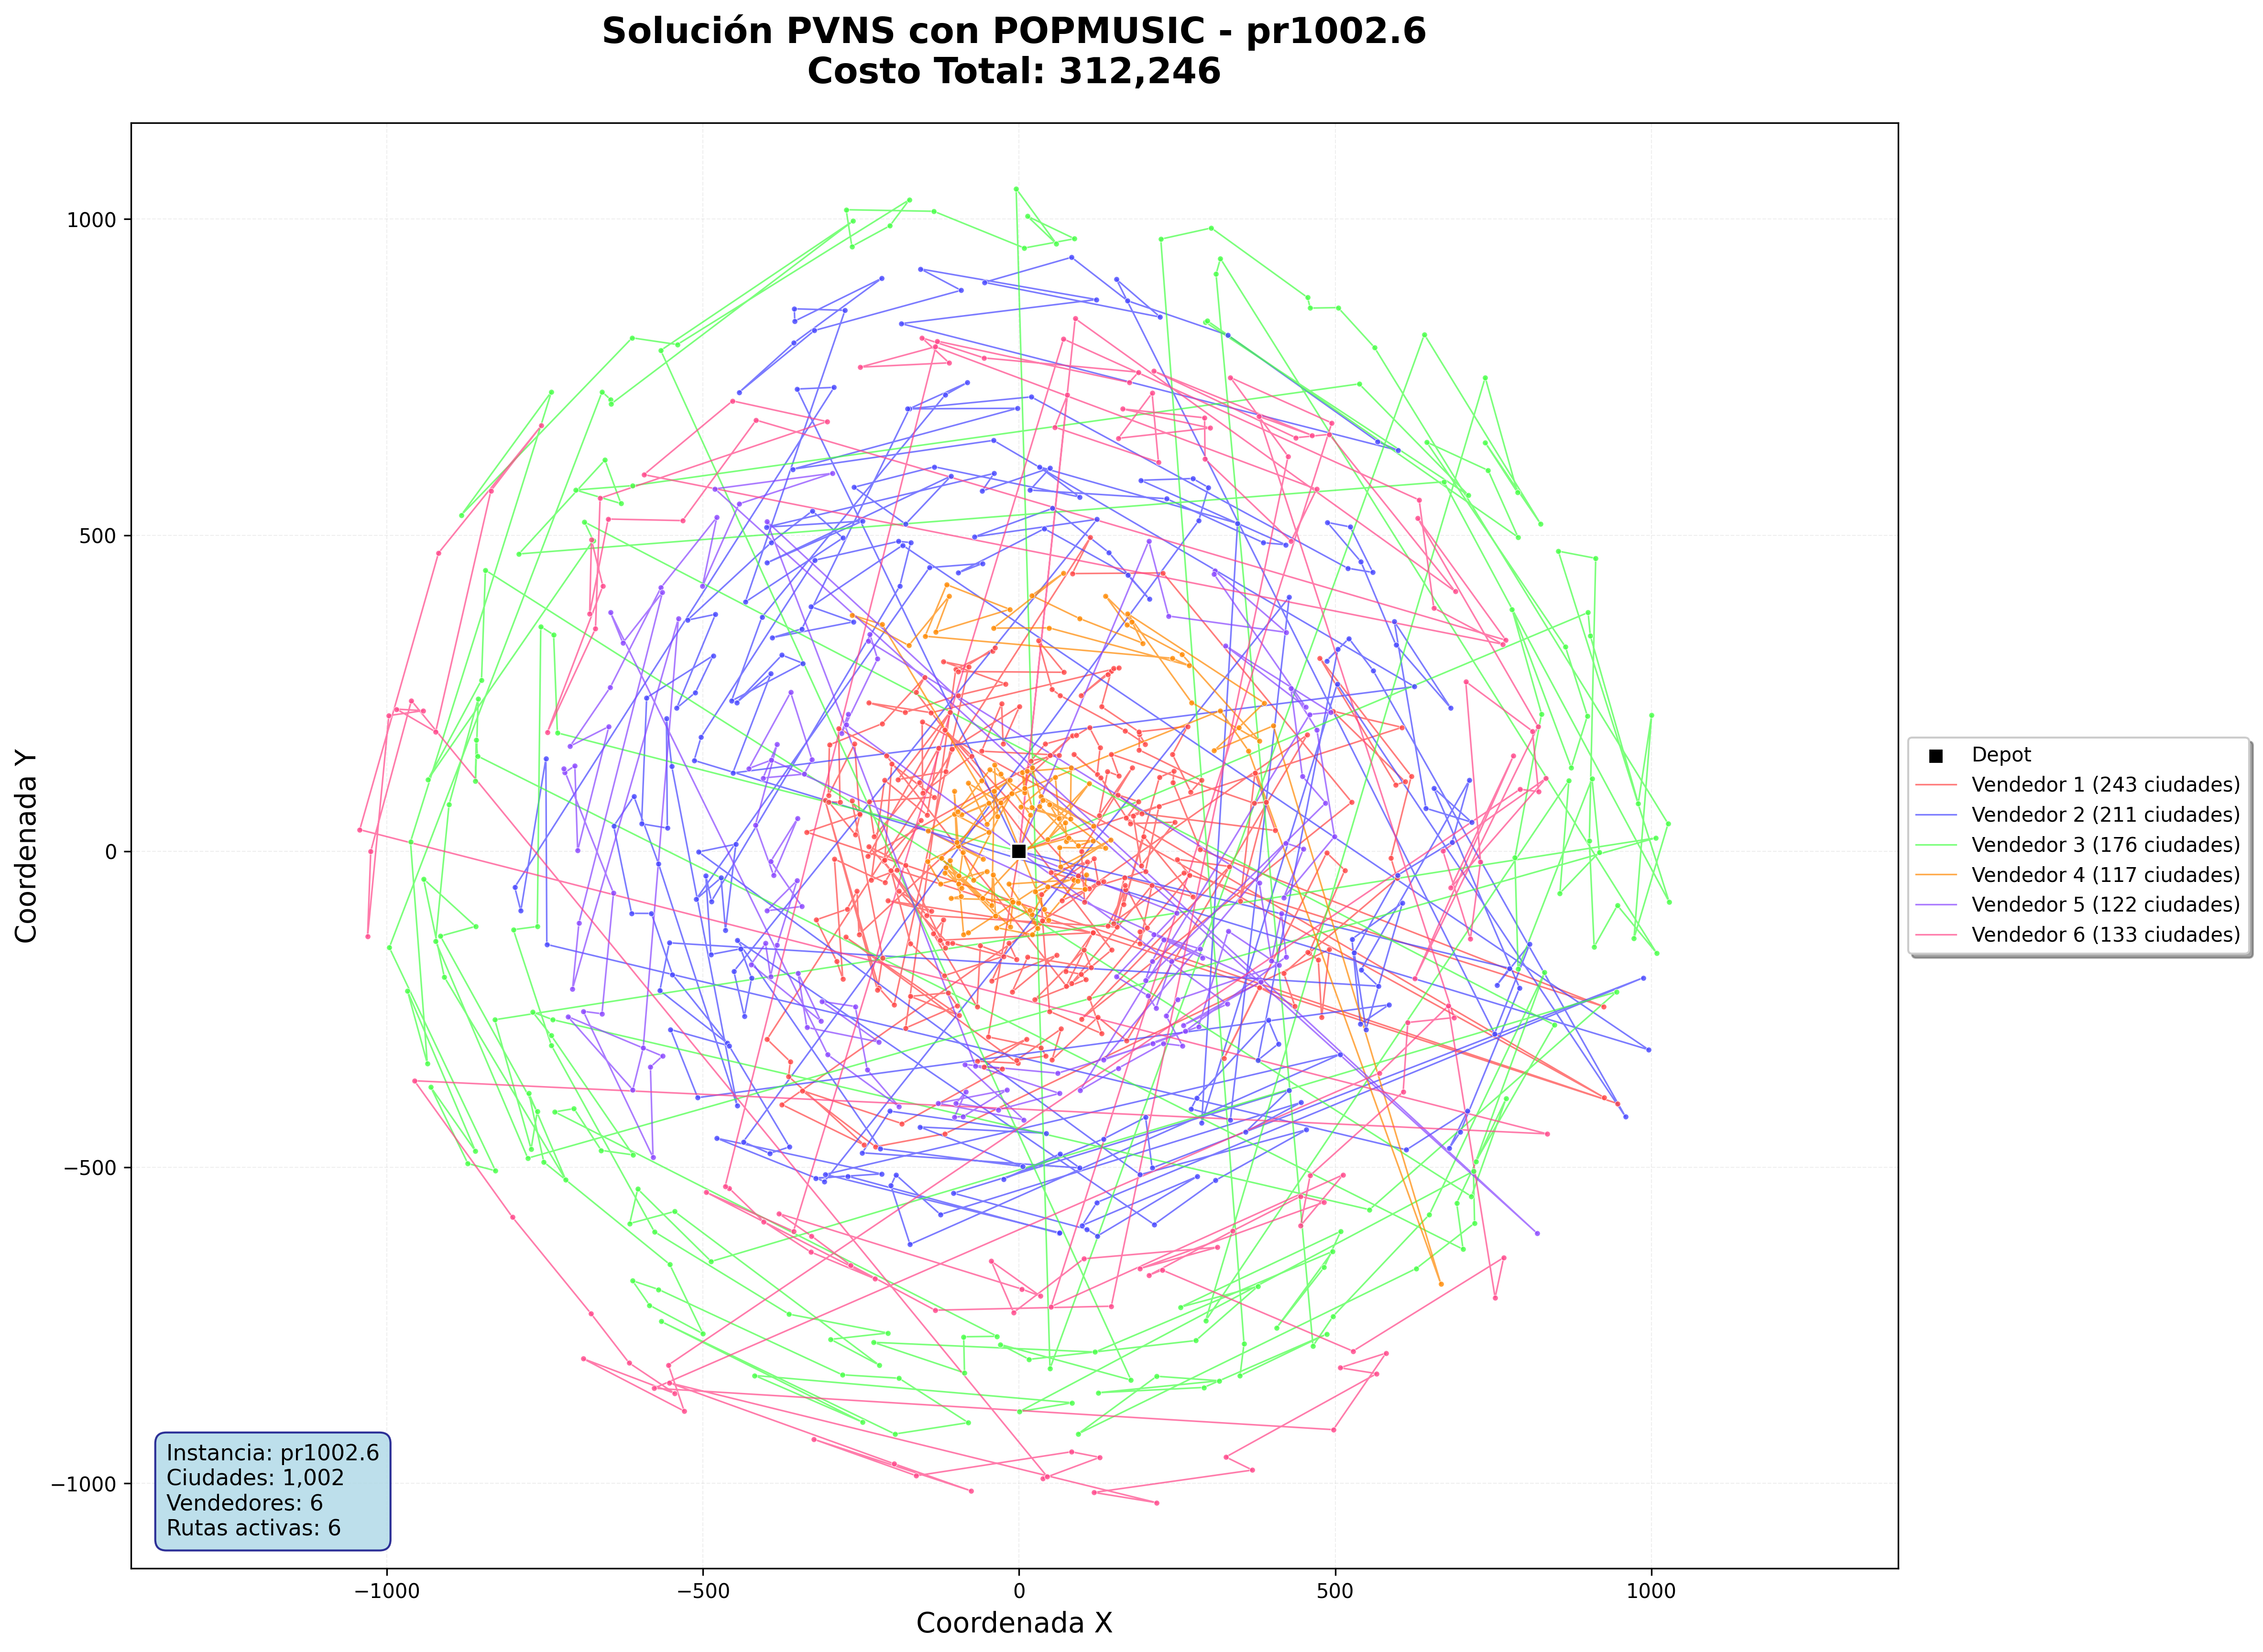 Solución PVNS con POPMUSIC - pr1002.6
Costo Total: 312,246
Coordenada Y
1000
500
0
−500
−1000
−1000
−500
0
500
1000
Coordenada X
Instancia: pr1002.6
Ciudades: 1,002
Vendedores: 6
Rutas activas: 6
Depot
Vendedor 1 (243 ciudades)
Vendedor 2 (211 ciudades)
Vendedor 3 (176 ciudades)
Vendedor 4 (117 ciudades)
Vendedor 5 (122 ciudades)
Vendedor 6 (133 ciudades)